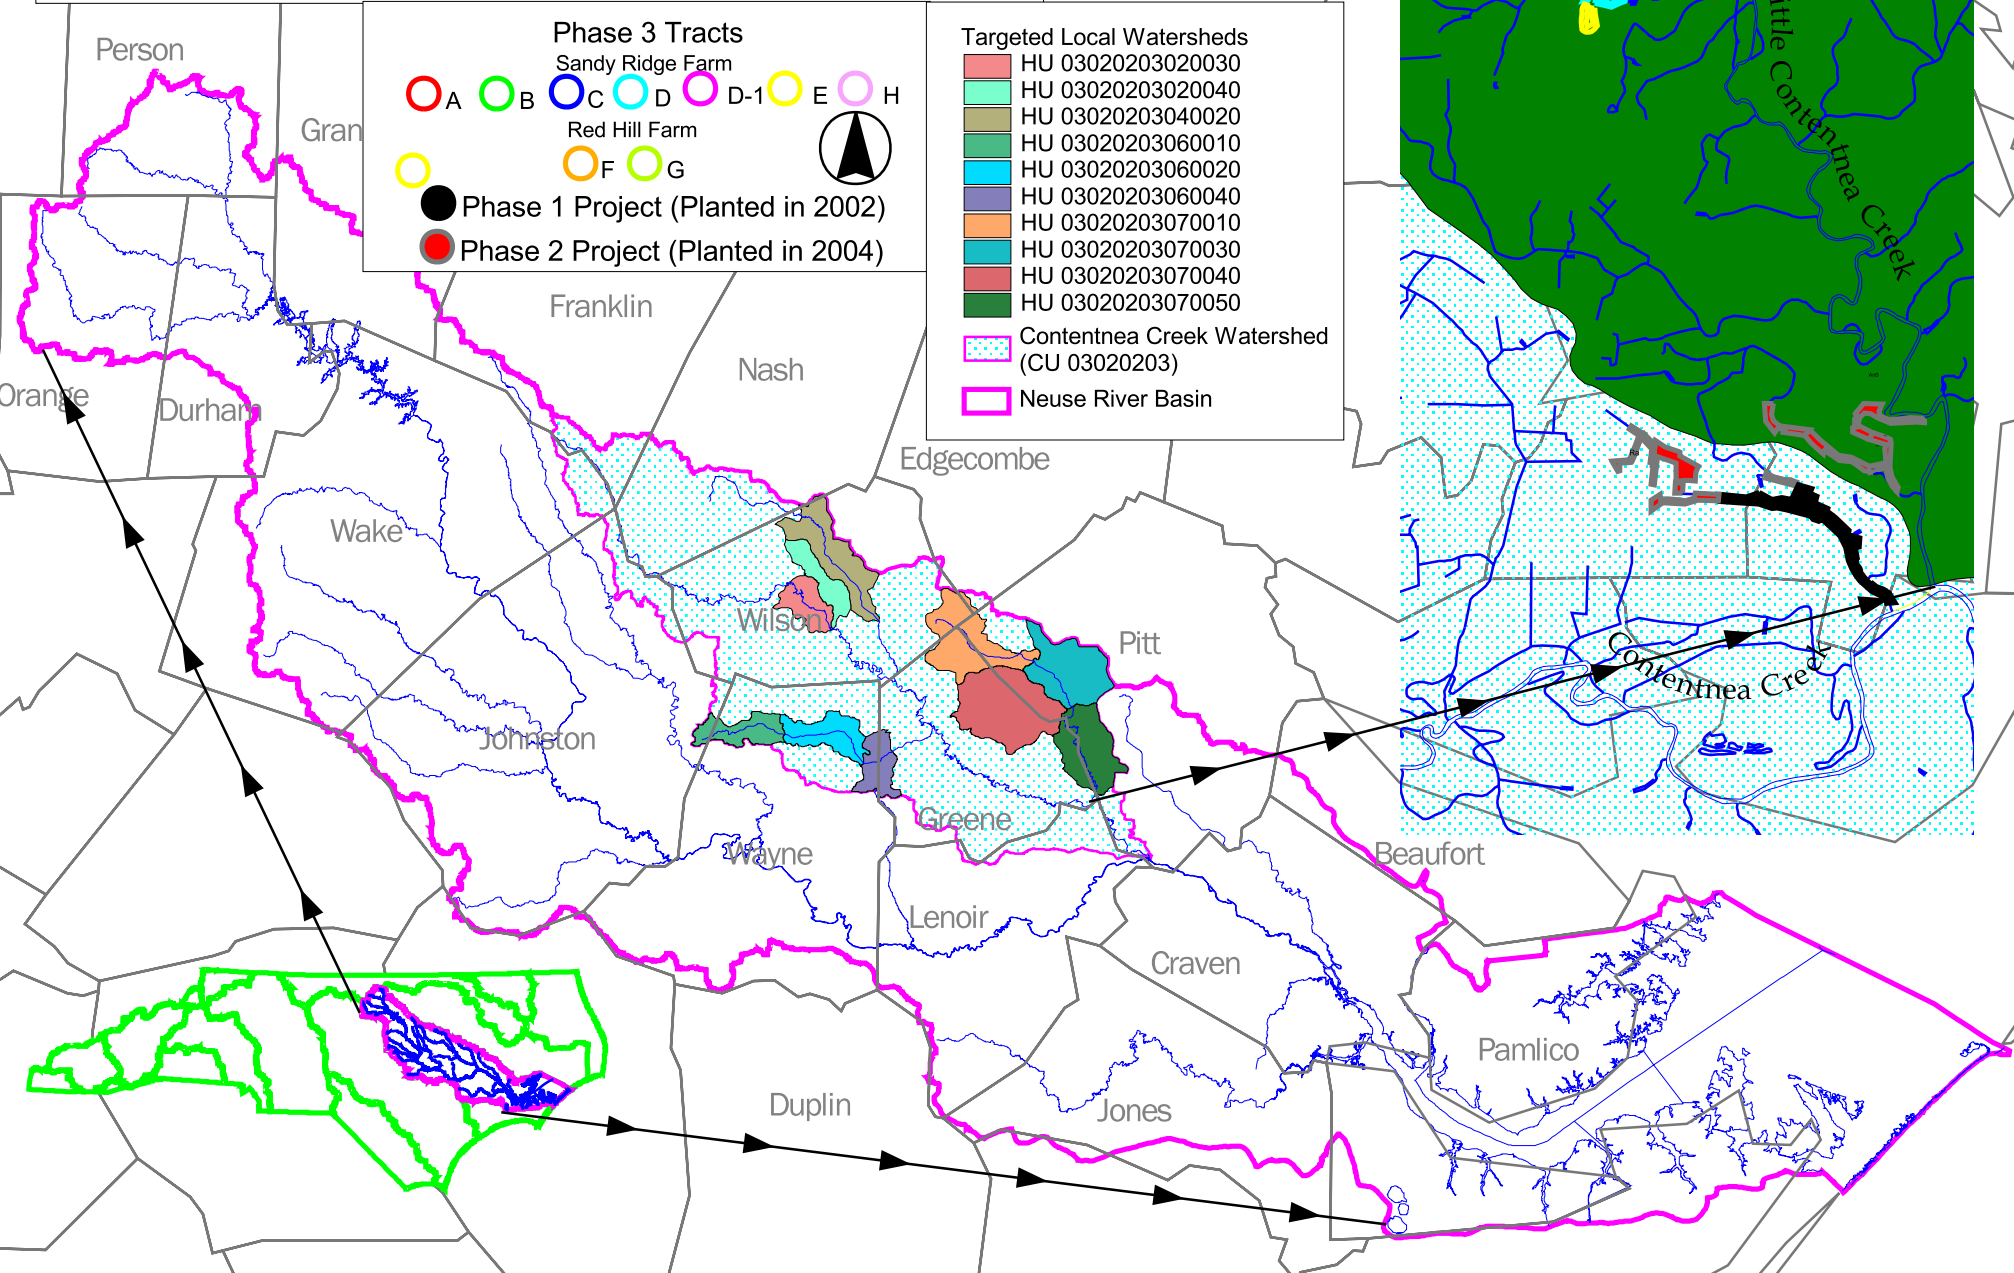 Phase 3 Tracts
Sandy Ridge Farm
A B C D D-1 E H
Red Hill Farm
F G
Phase 1 Project (Planted in 2002)
Phase 2 Project (Planted in 2004)
Targeted Local Watersheds
HU 03020203020030
HU 03020203020040
HU 03020203040020
HU 03020203060010
HU 03020203060020
HU 03020203060040
HU 03020203070010
HU 03020203070030
HU 03020203070040
HU 03020203070050
Contentnea Creek Watershed
(CU 03020203)
Neuse River Basin
ittle Contentnea Creek
Contentnea Creek
Person
Gran
Franklin
Nash
Orange
Durham
Edgecombe
Wake
Wilson
Pitt
Johnston
Greene
Wayne
Beaufort
Lenoir
Craven
Pamlico
Duplin
Jones